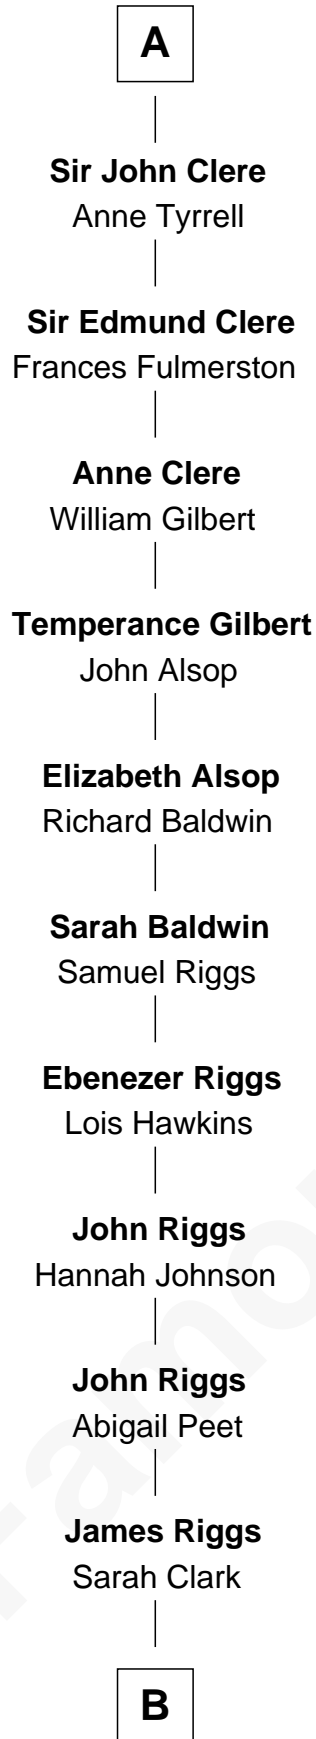 A
Sir John Clere
Anne Tyrrell
Sir Edmund Clere
Frances Fulmerston
Anne Clere
William Gilbert
Temperance Gilbert
John Alsop
Elizabeth Alsop
Richard Baldwin
Sarah Baldwin
Samuel Riggs
Ebenezer Riggs
Lois Hawkins
John Riggs
Hannah Johnson
John Riggs
Abigail Peet
James Riggs
Sarah Clark
B